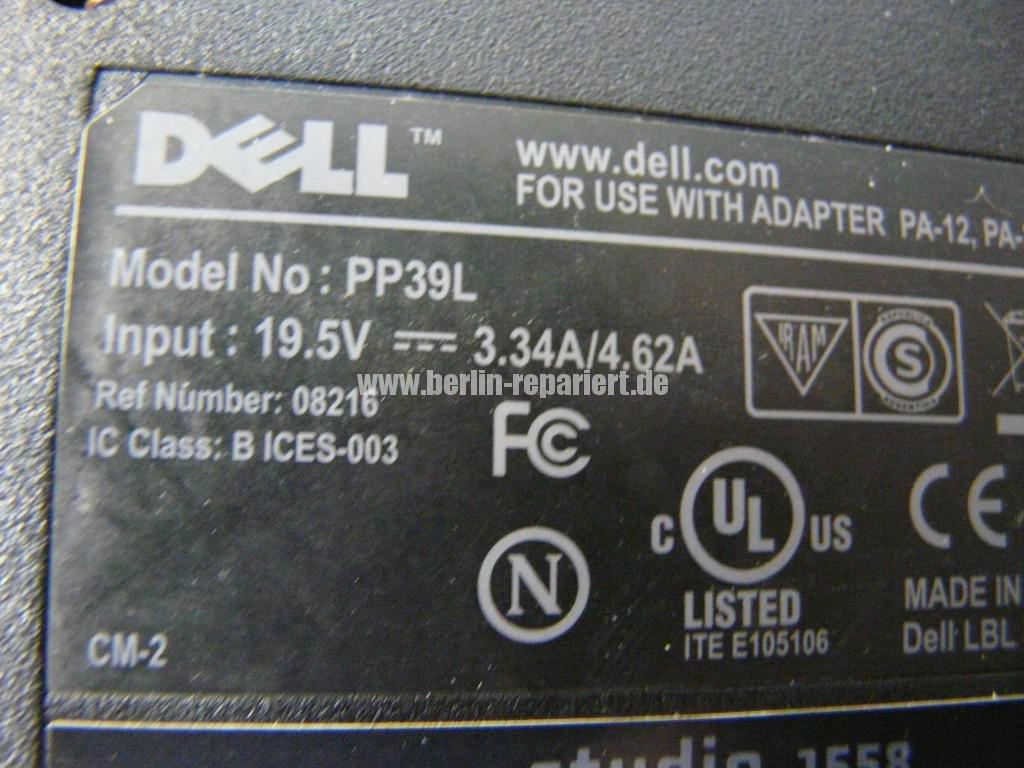 DELL™
www.dell.com
FOR USE WITH ADAPTER PA-12, PA-
Model No: PP39L
Input: 19.5V ⎓ 3.34A/4.62A
www.berlin-repariert.de
Ref Number: 08216
IC Class: B ICES-003
IRAM
REPUBLICA
S
ARGENTINA
FC
C UL US
LISTED
ITE E105106
CE
N
MADE IN
Dell LBL
CM-2
studio 1558